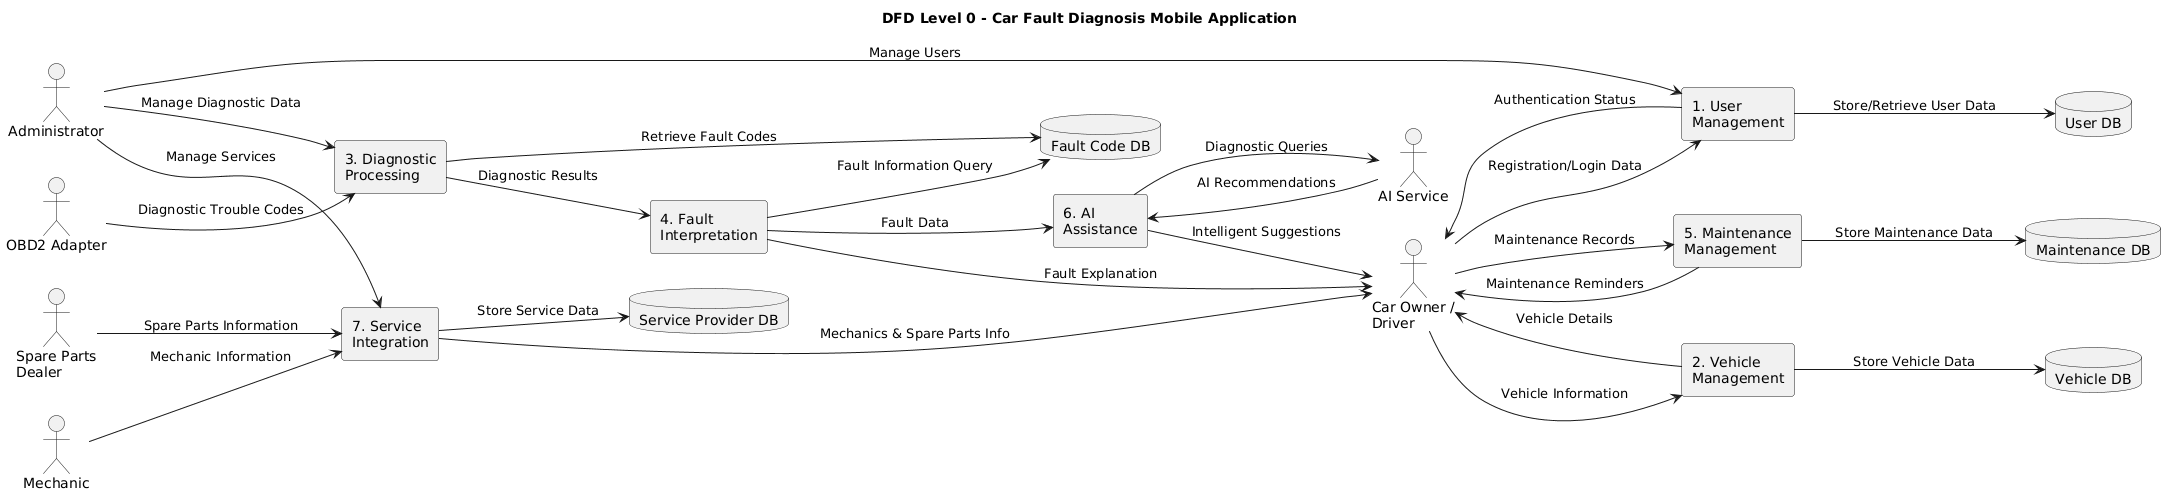 DFD Level 0 - Car Fault Diagnosis Mobile Application
Manage Users
Administrator
Manage Diagnostic Data
Manage Services
OBD2 Adapter
Diagnostic Trouble Codes
Spare Parts
Dealer
Spare Parts Information
Mechanic Information
Mechanic
3. Diagnostic
Processing
Retrieve Fault Codes
Diagnostic Results
7. Service
Integration
Store Service Data
Mechanics & Spare Parts Info
4. Fault
Interpretation
Service Provider DB
Fault Information Query
Fault Data
Fault Explanation
Fault Code DB
6. AI
Assistance
Diagnostic Queries
AI Recommendations
Intelligent Suggestions
AI Service
Car Owner /
Driver
Authentication Status
Registration/Login Data
Maintenance Records
Maintenance Reminders
Vehicle Details
Vehicle Information
1. User
Management
Store/Retrieve User Data
User DB
5. Maintenance
Management
Store Maintenance Data
Maintenance DB
2. Vehicle
Management
Store Vehicle Data
Vehicle DB